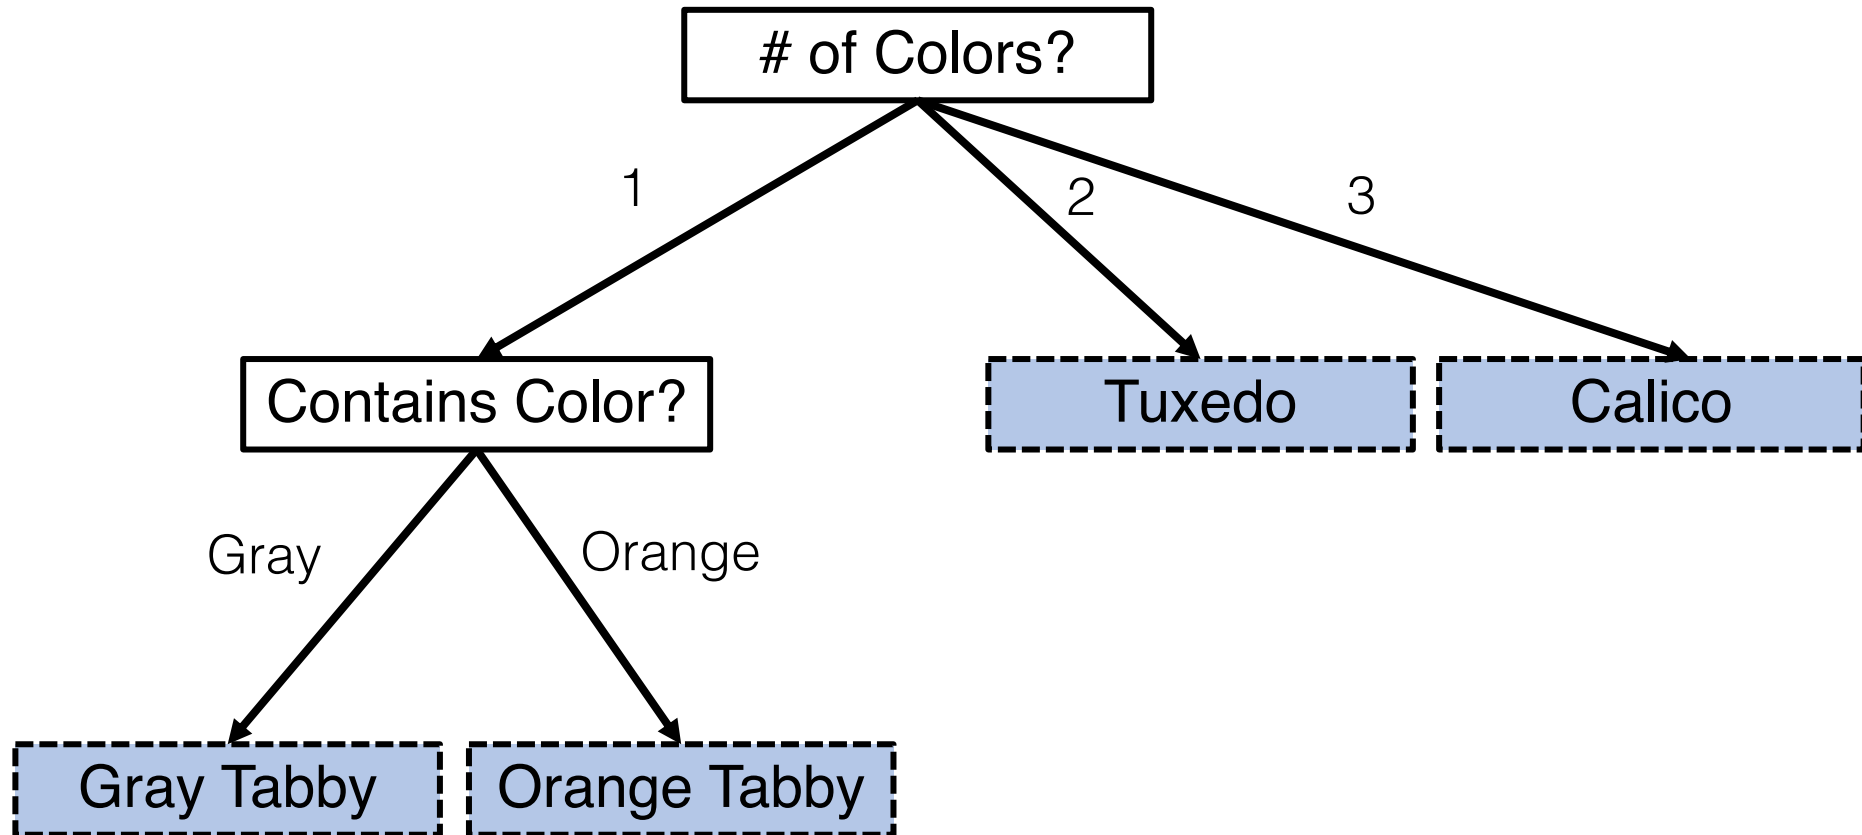 # of Colors?
1
2
3
Contains Color?
Tuxedo
Calico
Gray
Orange
Gray Tabby
Orange Tabby